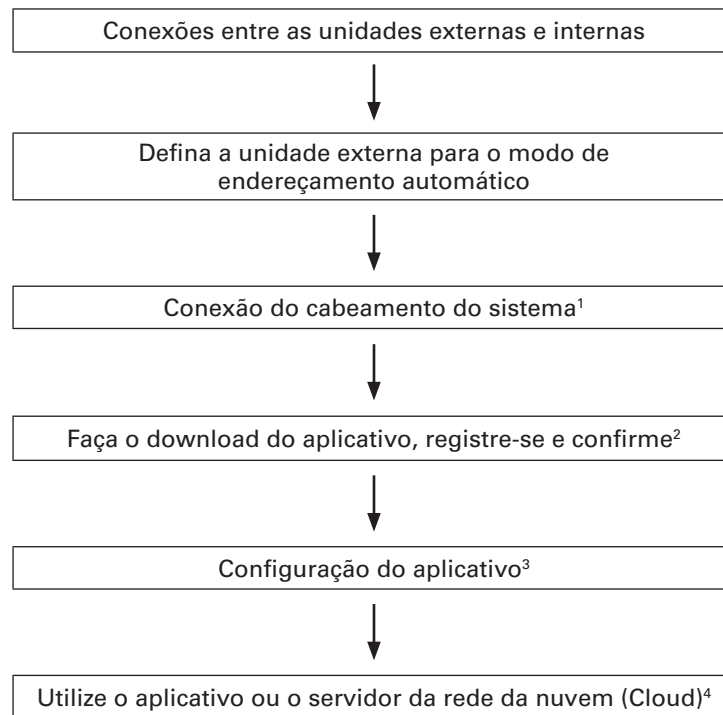 Conexões entre as unidades externas e internas
Defina a unidade externa para o modo de
endereçamento automático
Conexão do cabeamento do sistema¹
Faça o download do aplicativo, registre-se e confirme²
Configuração do aplicativo³
Utilize o aplicativo ou o servidor da rede da nuvem (Cloud)⁴